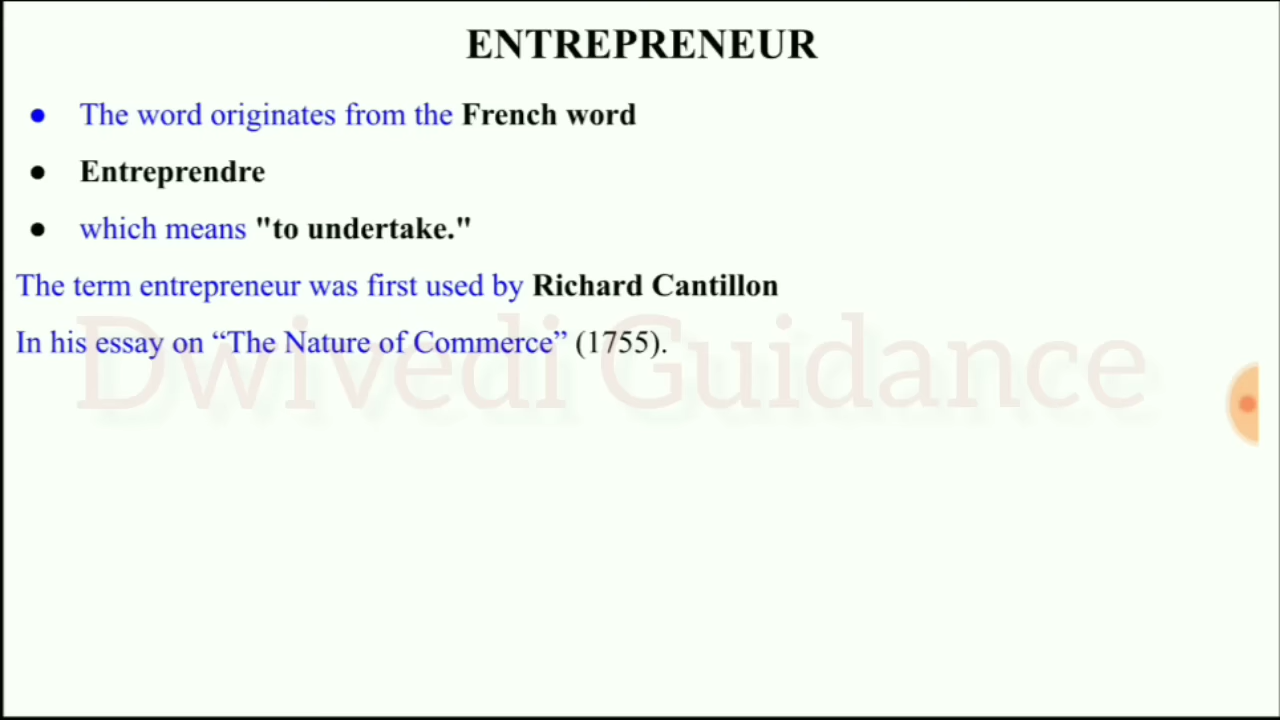 ENTREPRENEUR
● The word originates from the French word
● Entreprendre
● which means "to undertake."
The term entrepreneur was first used by Richard Cantillon
In his essay on “The Nature of Commerce” (1755).
Dwivedi Guidance